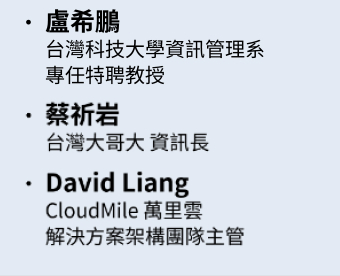 · 盧希鵬
台灣科技大學資訊管理系
專任特聘教授
· 蔡祈岩
台灣大哥大 資訊長
· David Liang
CloudMile 萬里雲
解決方案架構團隊主管